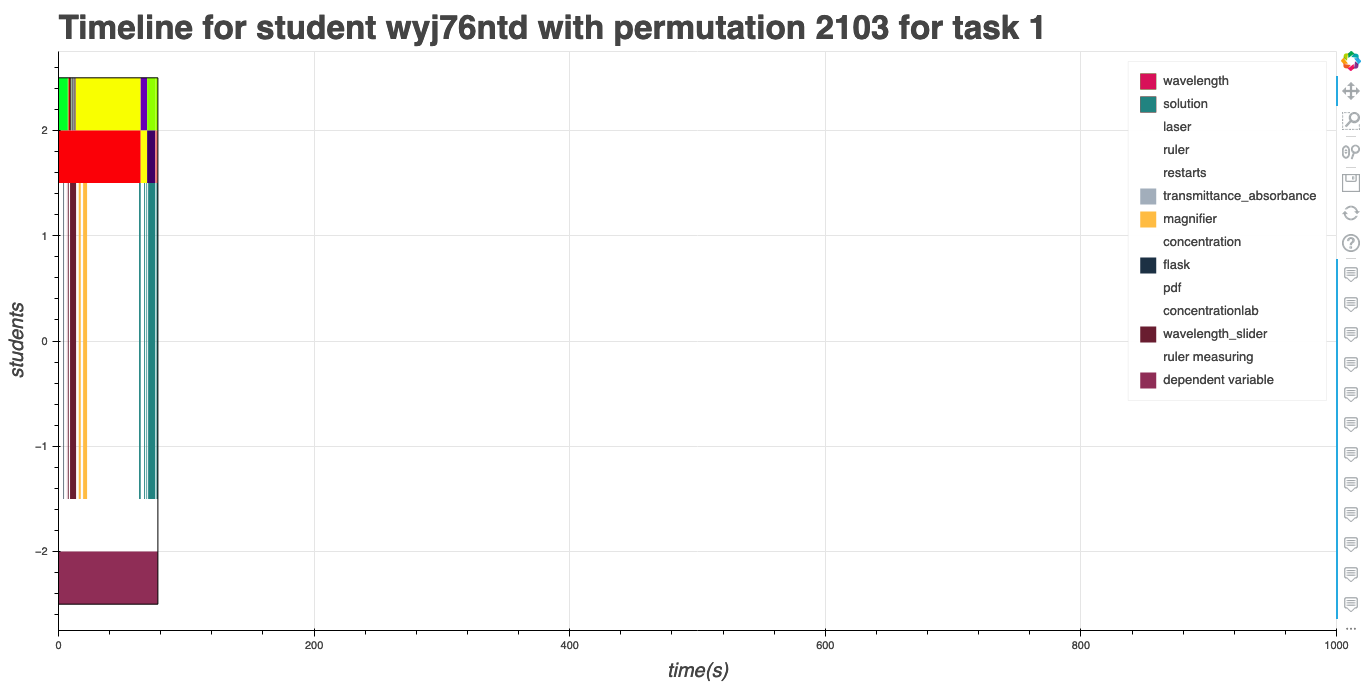 Timeline for student wyj76ntd with permutation 2103 for task 1
wavelength
solution
laser
ruler
restarts
transmittance_absorbance
magnifier
concentration
flask
pdf
concentrationlab
wavelength_slider
ruler measuring
dependent variable
students
2
1
0
−1
−2
0 200 400 600 800 1000
time(s)